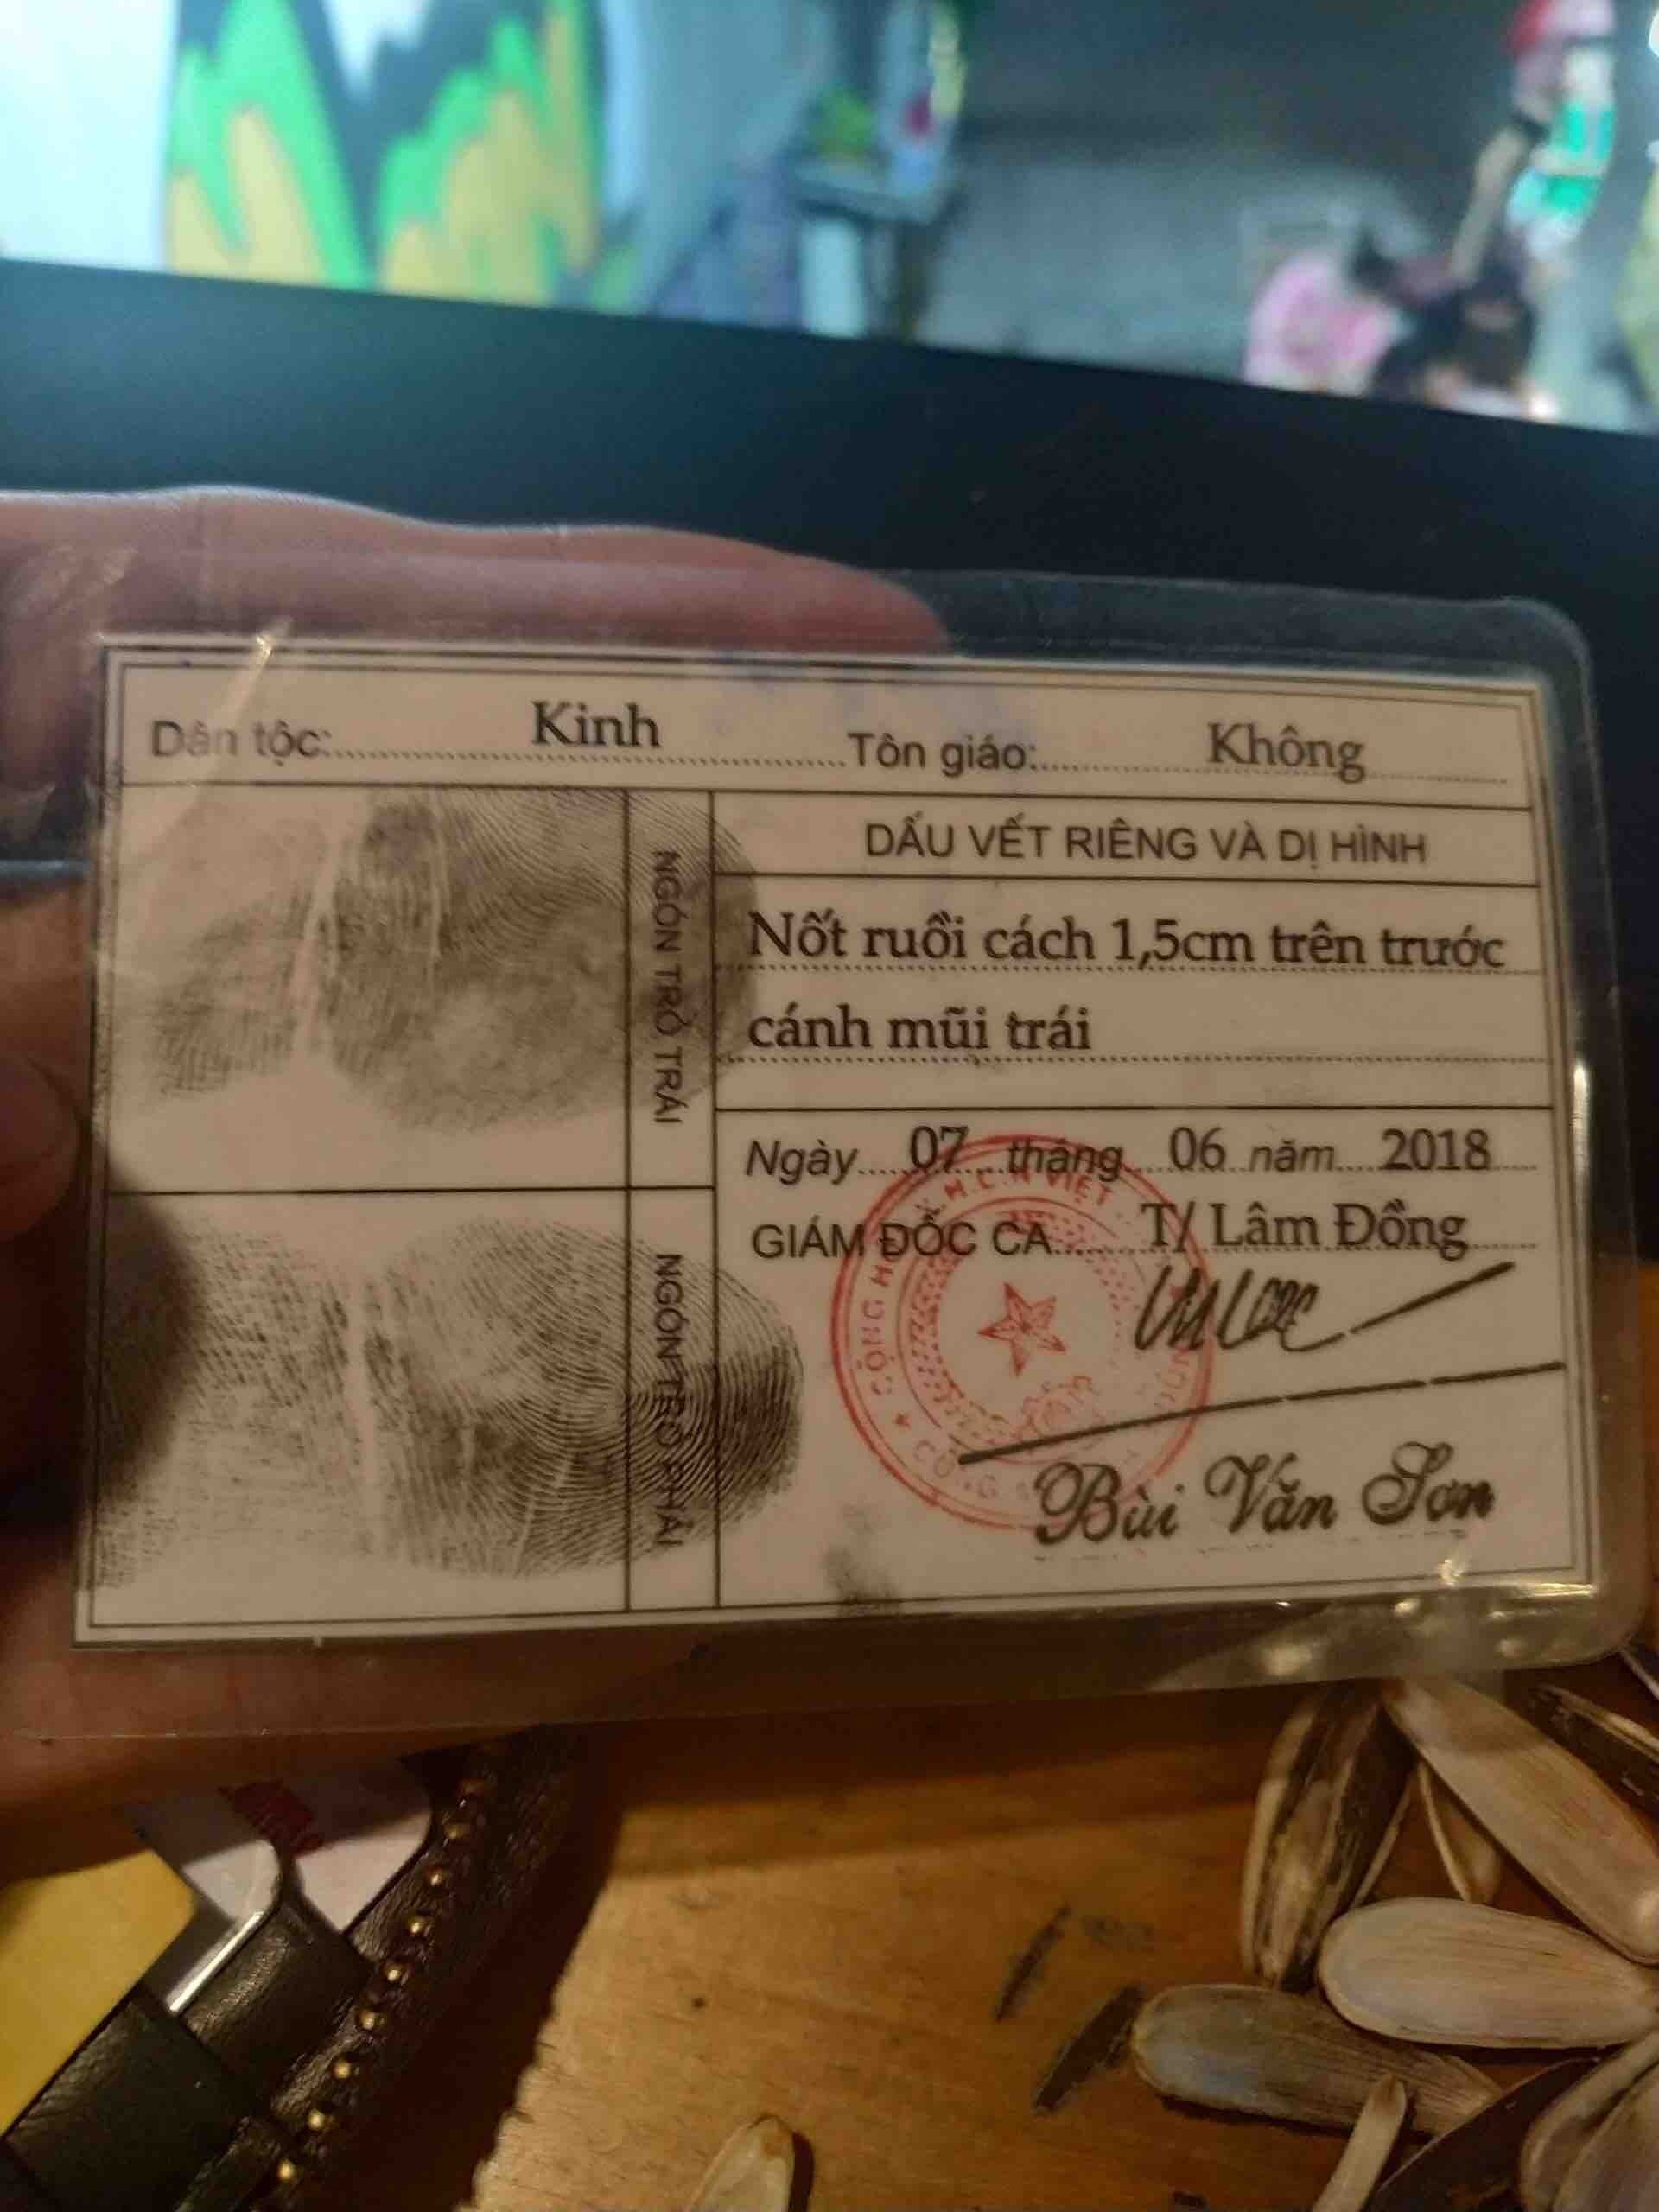 Dân tộc: Kinh Tôn giáo: Không
NGÓN TRỎ TRÁI
NGÓN TRỎ PHẢI
DẤU VẾT RIÊNG VÀ DỊ HÌNH
Nốt ruồi cách 1,5cm trên trước
cánh mũi trái
Ngày 07 tháng 06 năm 2018
GIÁM ĐỐC CA T/ Lâm Đồng
Bùi Văn Sơn